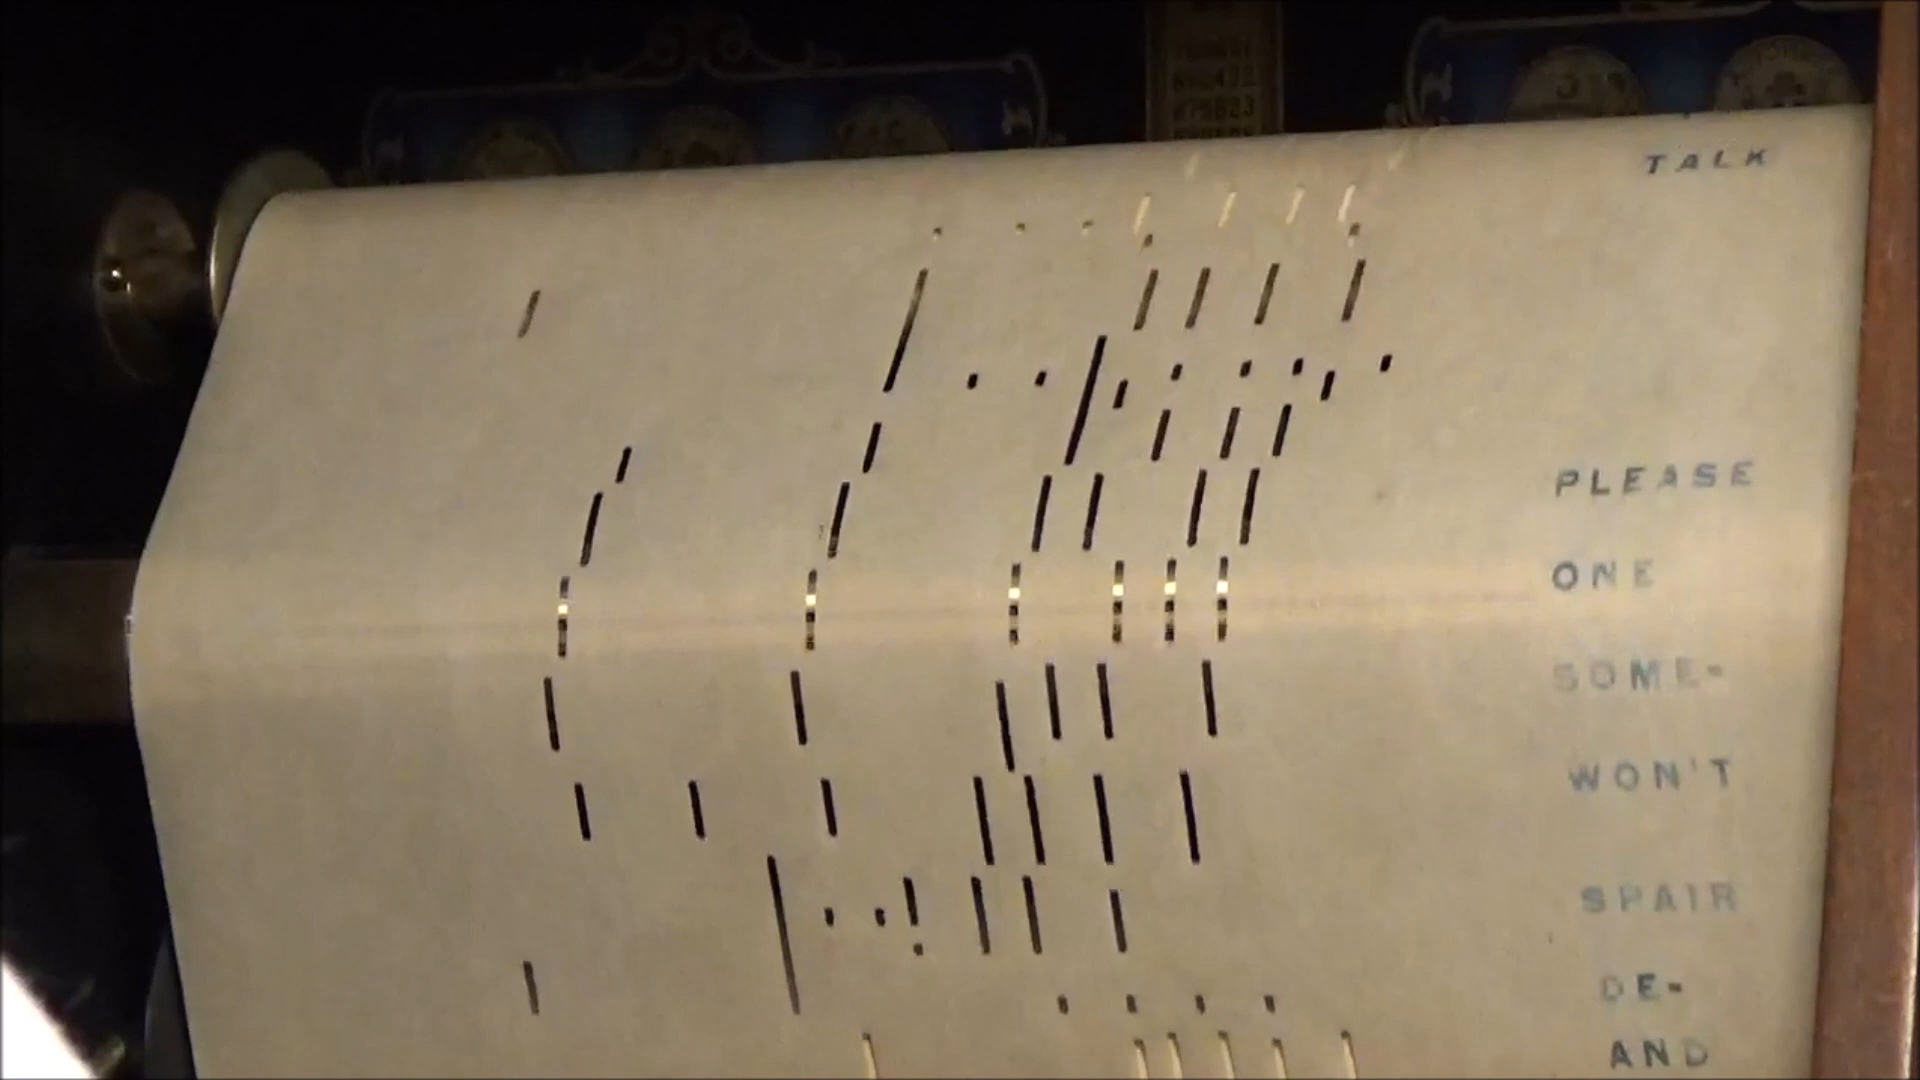 TALK
PLEASE
ONE
SOME-
WON'T
SPAIR
DE-
AND